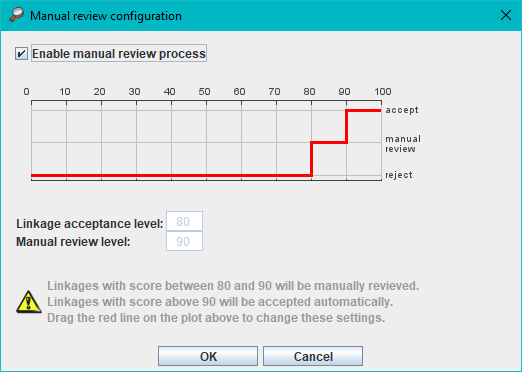 Manual review configuration
Enable manual review process
0 10 20 30 40 50 60 70 80 90 100
accept
manual
review
reject
Linkage acceptance level: 80
Manual review level: 90
Linkages with score between 80 and 90 will be manually revieved.
Linkages with score above 90 will be accepted automatically.
Drag the red line on the plot above to change these settings.
OK Cancel